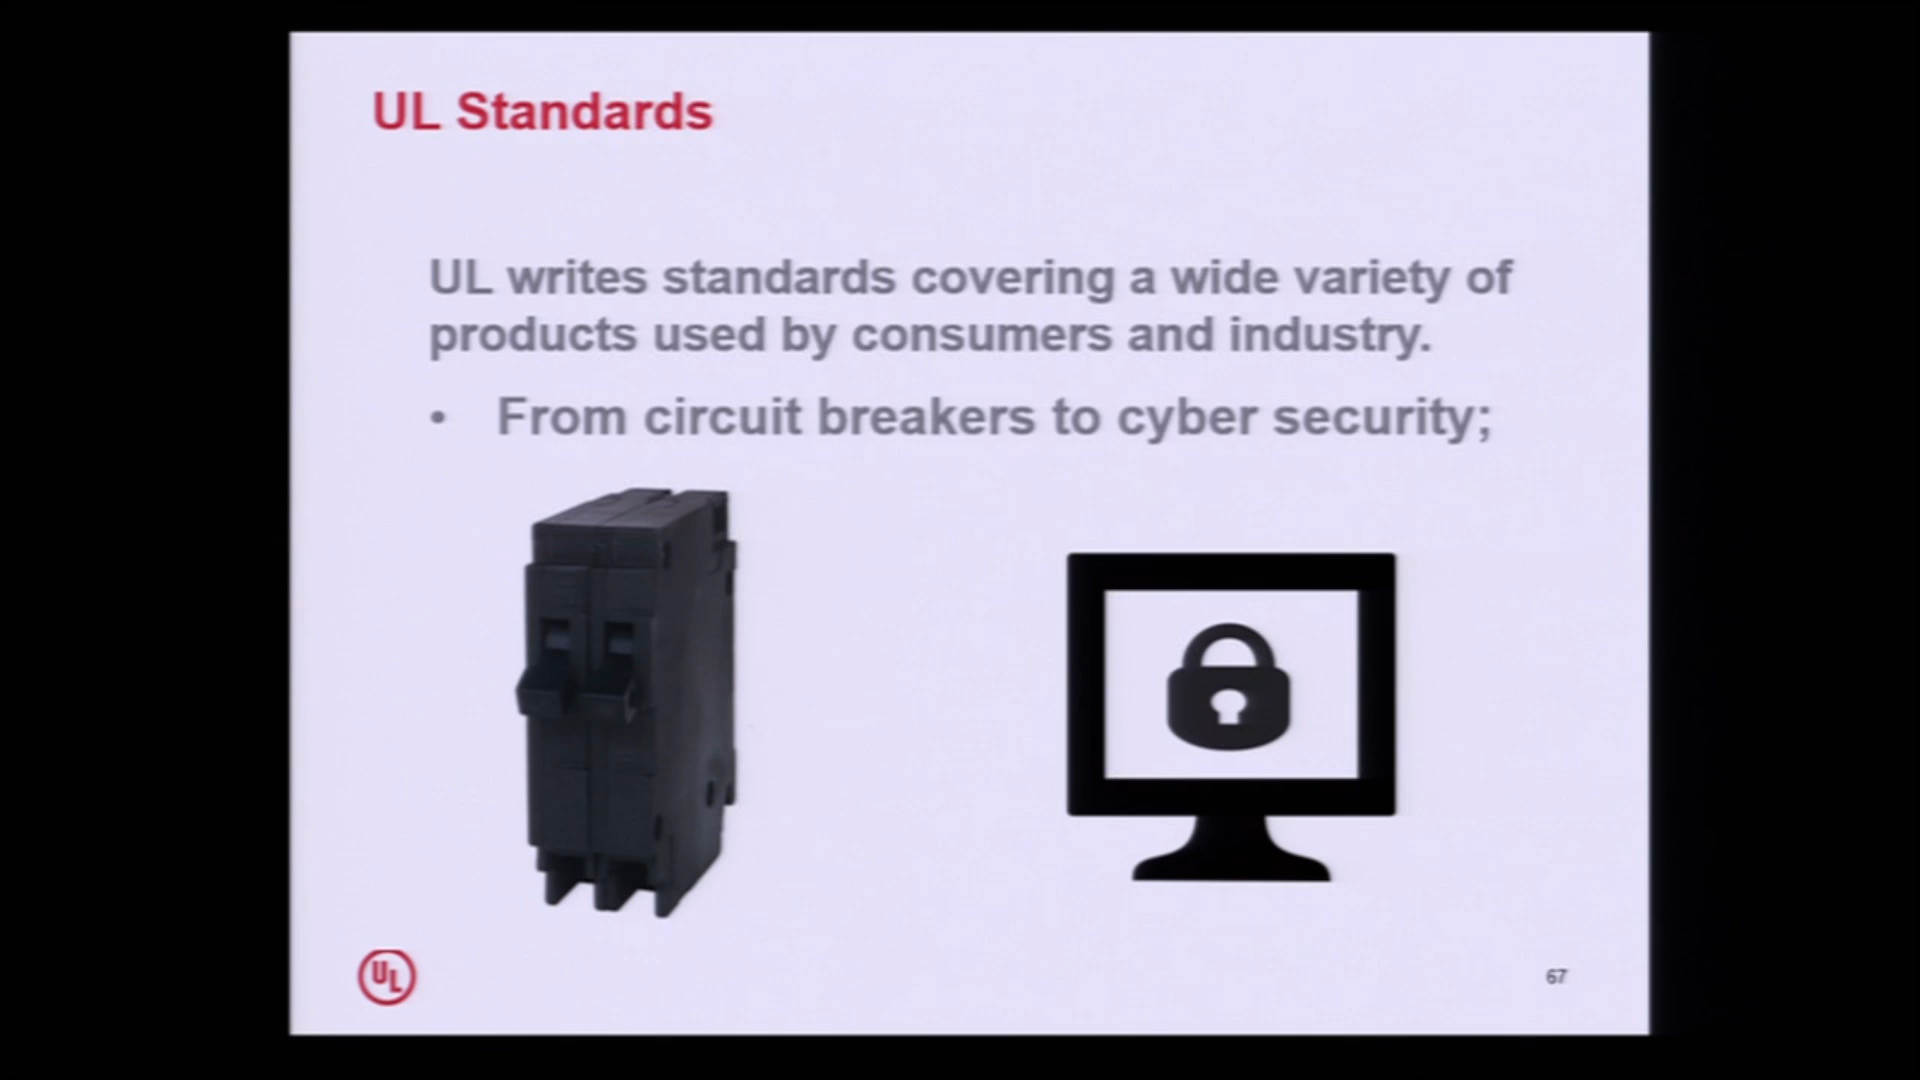 UL Standards
UL writes standards covering a wide variety of
products used by consumers and industry.
• From circuit breakers to cyber security;
UL
67